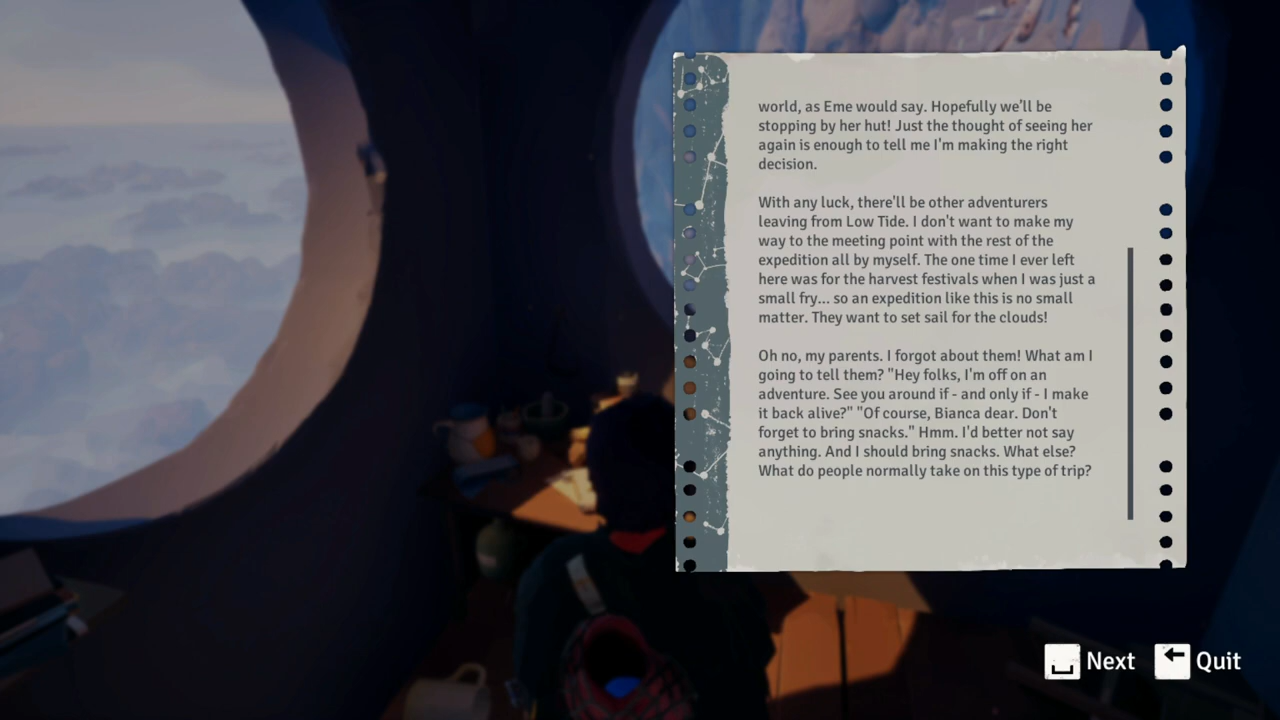 world, as Eme would say. Hopefully we'll be
stopping by her hut! Just the thought of seeing her
again is enough to tell me I'm making the right
decision.
With any luck, there'll be other adventurers
leaving from Low Tide. I don't want to make my
way to the meeting point with the rest of the
expedition all by myself. The one time I ever left
here was for the harvest festivals when I was just a
small fry... so an expedition like this is no small
matter. They want to set sail for the clouds!
Oh no, my parents. I forgot about them! What am I
going to tell them? "Hey folks, I'm off on an
adventure. See you around if - and only if - I make
it back alive?" "Of course, Bianca dear. Don't
forget to bring snacks." Hmm. I'd better not say
anything. And I should bring snacks. What else?
What do people normally take on this type of trip?
Next
Quit